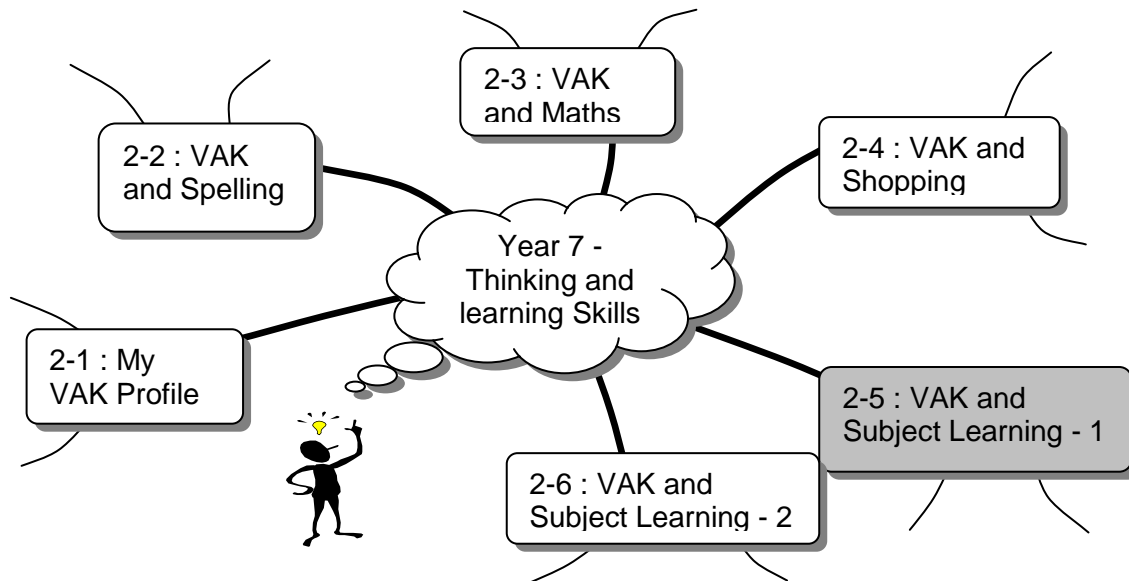 2-3 : VAK
and Maths
2-2 : VAK
and Spelling
2-4 : VAK and
Shopping
Year 7 -
Thinking and
learning Skills
2-1 : My
VAK Profile
2-5 : VAK and
Subject Learning - 1
2-6 : VAK and
Subject Learning - 2